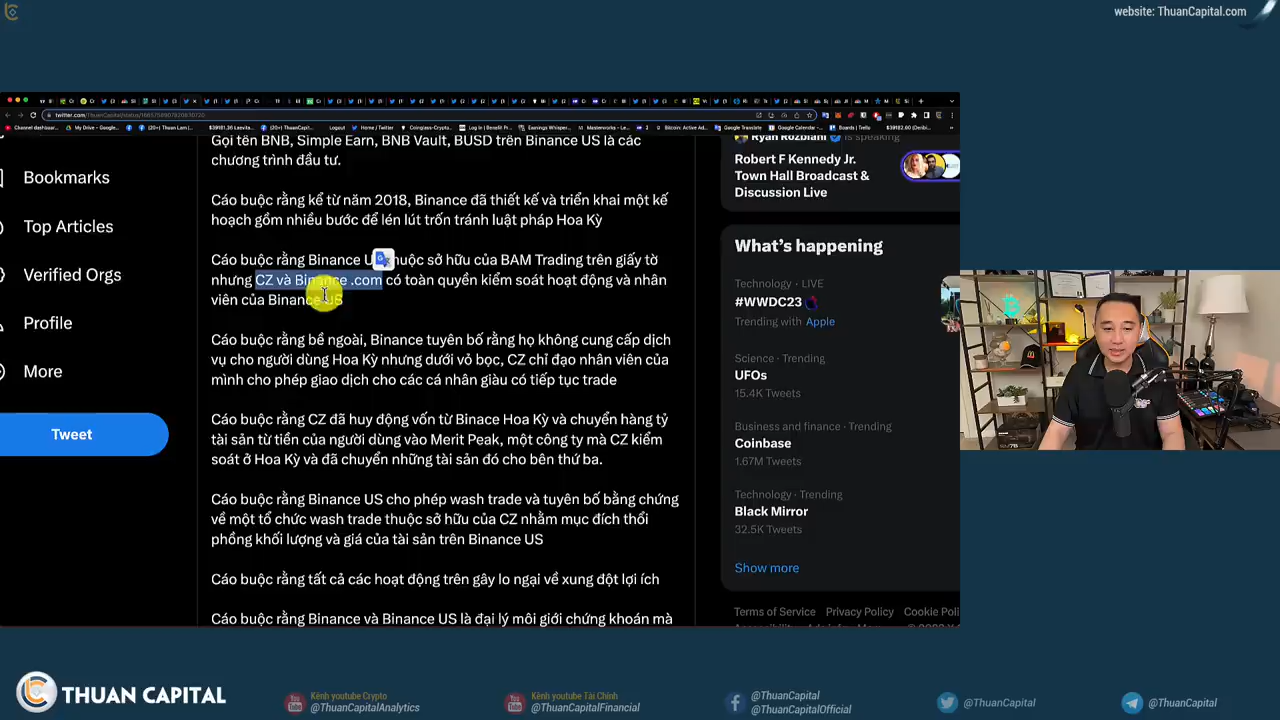 website: ThuanCapital.com
Bookmarks
Top Articles
Verified Orgs
Profile
More
Tweet
Gọi tên BNB, Simple Earn, BNB Vault, BUSD trên Binance US là các
chương trình đầu tư.
Cáo buộc rằng kể từ năm 2018, Binance đã thiết kế và triển khai một kế
hoạch gồm nhiều bước để lén lút trốn tránh luật pháp Hoa Kỳ
Cáo buộc rằng Binance U huộc sở hữu của BAM Trading trên giấy tờ
nhưng CZ và Binance .com có toàn quyền kiểm soát hoạt động và nhân
viên của Binance US
Cáo buộc rằng bề ngoài, Binance tuyên bố rằng họ không cung cấp dịch
vụ cho người dùng Hoa Kỳ nhưng dưới vỏ bọc, CZ chỉ đạo nhân viên của
mình cho phép giao dịch cho các cá nhân giàu có tiếp tục trade
Cáo buộc rằng CZ đã huy động vốn từ Binace Hoa Kỳ và chuyển hàng tỷ
tài sản từ tiền của người dùng vào Merit Peak, một công ty mà CZ kiểm
soát ở Hoa Kỳ và đã chuyển những tài sản đó cho bên thứ ba.
Cáo buộc rằng Binance US cho phép wash trade và tuyên bố bằng chứng
về một tổ chức wash trade thuộc sở hữu của CZ nhằm mục đích thổi
phồng khối lượng và giá của tài sản trên Binance US
Cáo buộc rằng tất cả các hoạt động trên gây lo ngại về xung đột lợi ích
Cáo buộc rằng Binance và Binance US là đại lý môi giới chứng khoán mà
Ryan Rozbiani is speaking
Robert F Kennedy Jr.
Town Hall Broadcast &
Discussion Live
What's happening
Technology · LIVE
#WWDC23
Trending with Apple
Science · Trending
UFOs
15.4K Tweets
Business and finance · Trending
Coinbase
1.67M Tweets
Technology · Trending
Black Mirror
32.5K Tweets
Show more
Terms of Service Privacy Policy Cookie Poli
THUAN CAPITAL
Kênh youtube Crypto
@ThuanCapitalAnalytics
Kênh youtube Tài Chính
@ThuanCapitalFinancial
@ThuanCapital
@ThuanCapitalOfficial
@ThuanCapital
@ThuanCapital